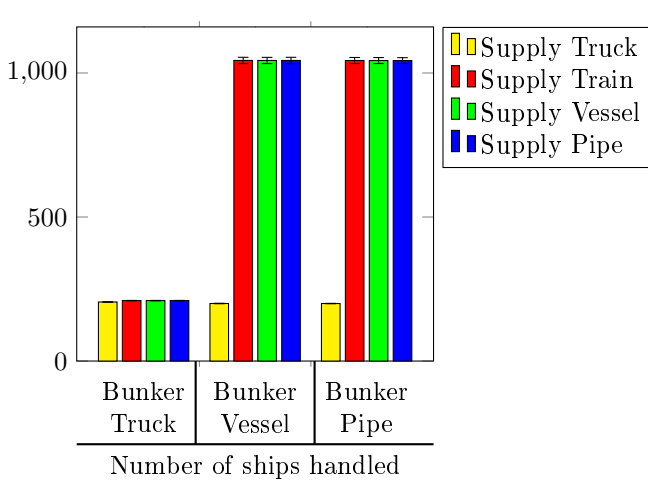 1,000
500
0
Supply Truck
Supply Train
Supply Vessel
Supply Pipe
Bunker Truck
Bunker Vessel
Bunker Pipe
Number of ships handled